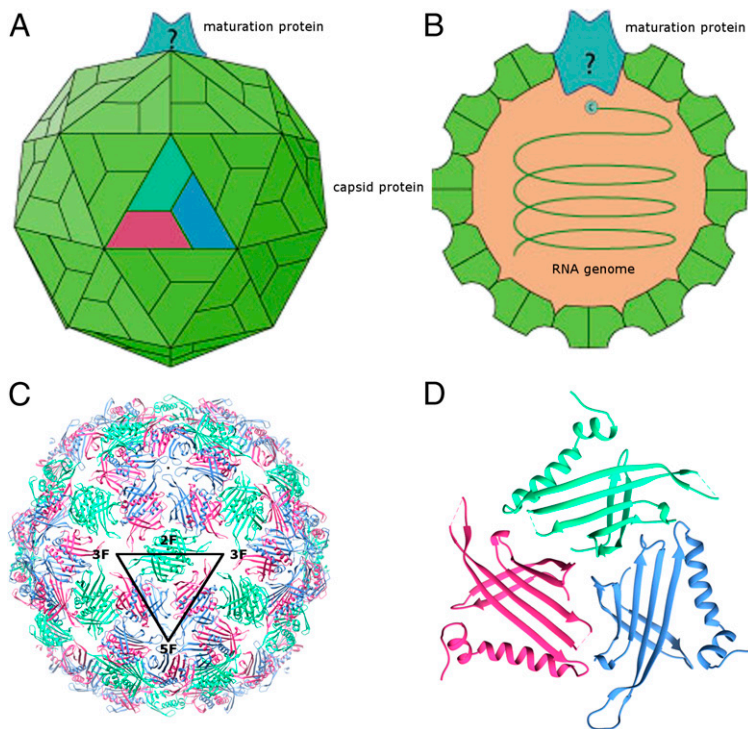 A
maturation protein
?
capsid protein
B
maturation protein
?
c
RNA genome
C
2F
3F
3F
5F
D